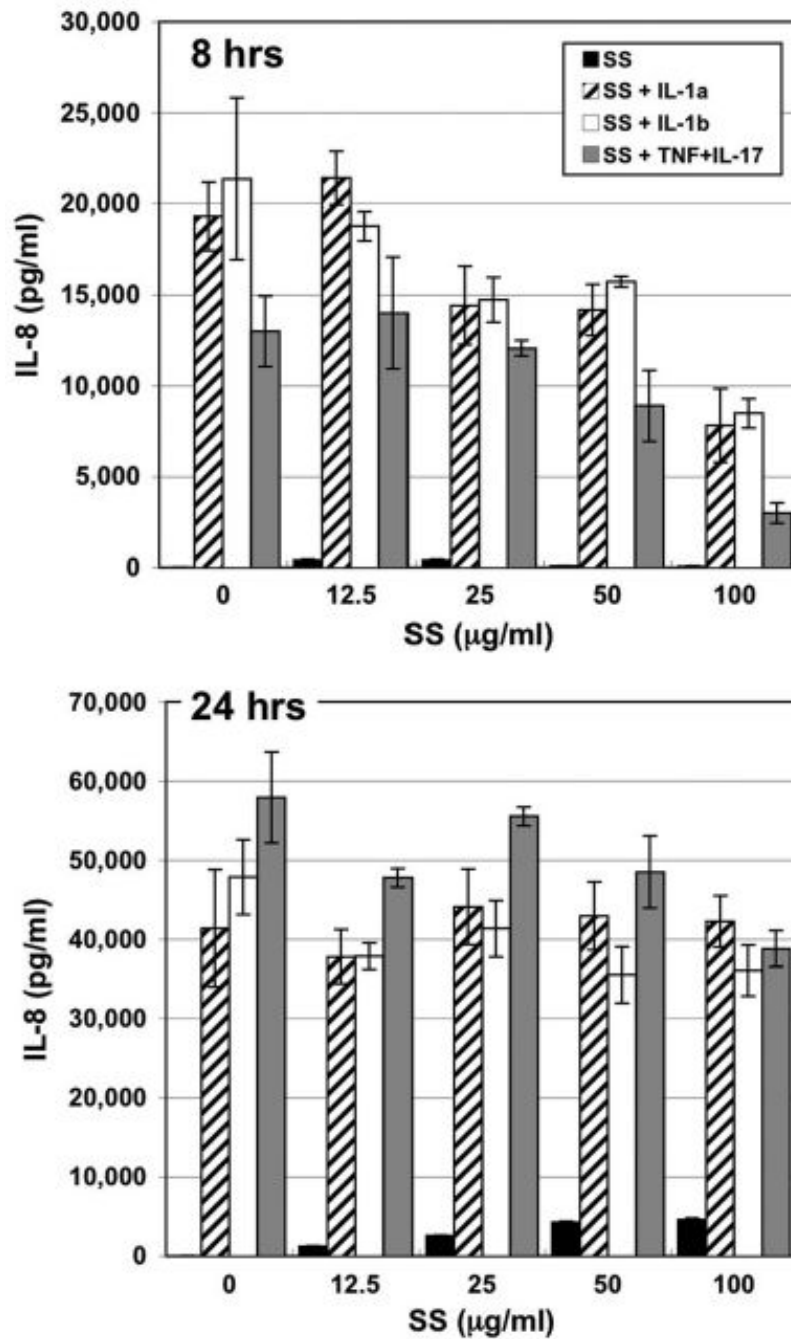 8 hrs
SS
SS + IL-1a
SS + IL-1b
SS + TNF+IL-17
30,000
25,000
20,000
15,000
10,000
5,000
0
IL-8 (pg/ml)
0 12.5 25 50 100
SS (µg/ml)
24 hrs
70,000
60,000
50,000
40,000
30,000
20,000
10,000
0
IL-8 (pg/ml)
0 12.5 25 50 100
SS (µg/ml)